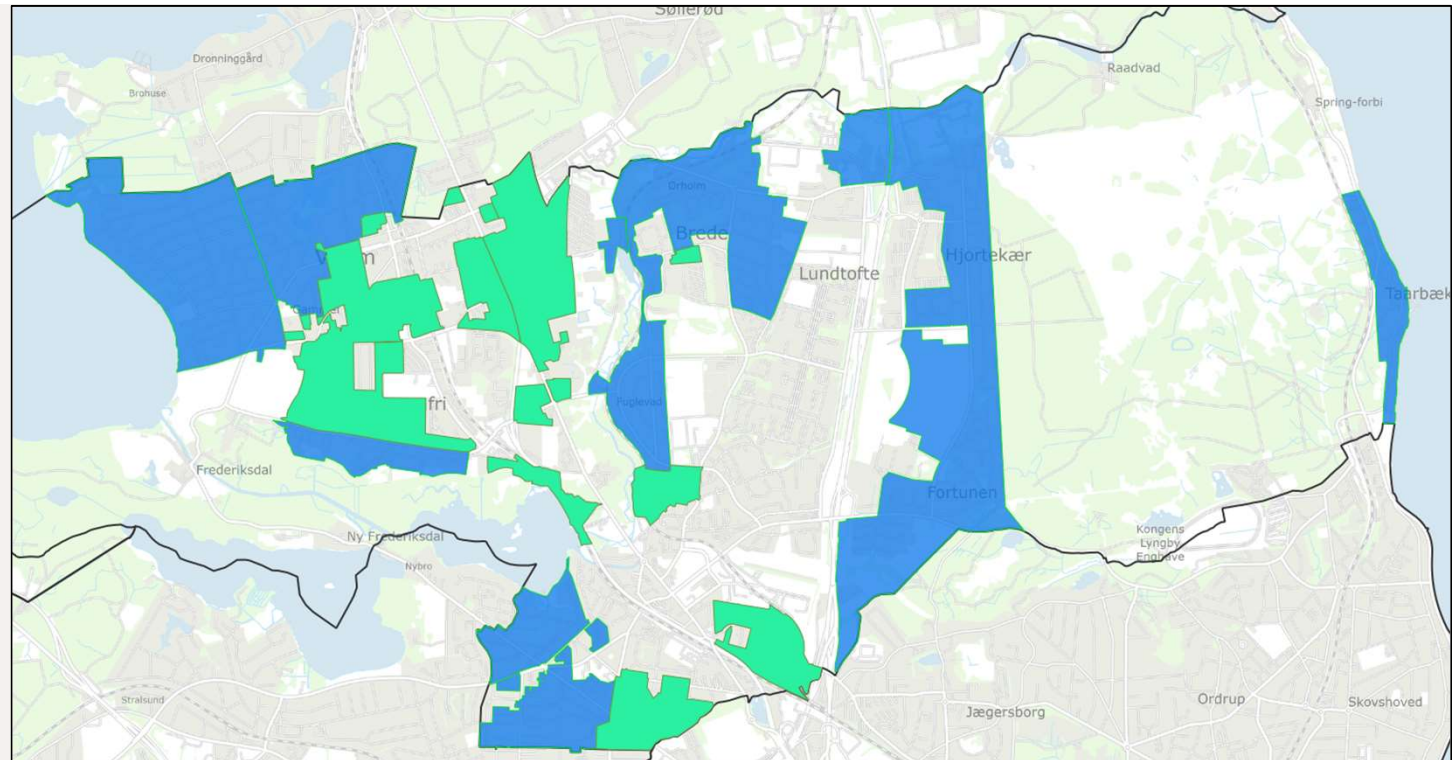 Søllerød
Dronninggård
Raadvad
Brohuse
Spring-forbi
Ørholm
Brede
Hjortekær
Lundtofte
Taarbæk
fri
Fuglevad
Frederiksdal
Fortunen
Ny Frederiksdal
Kongens
Lyngby
Enghave
Nybro
Stralsund
Ordrup
Skovshoved
Jægersborg